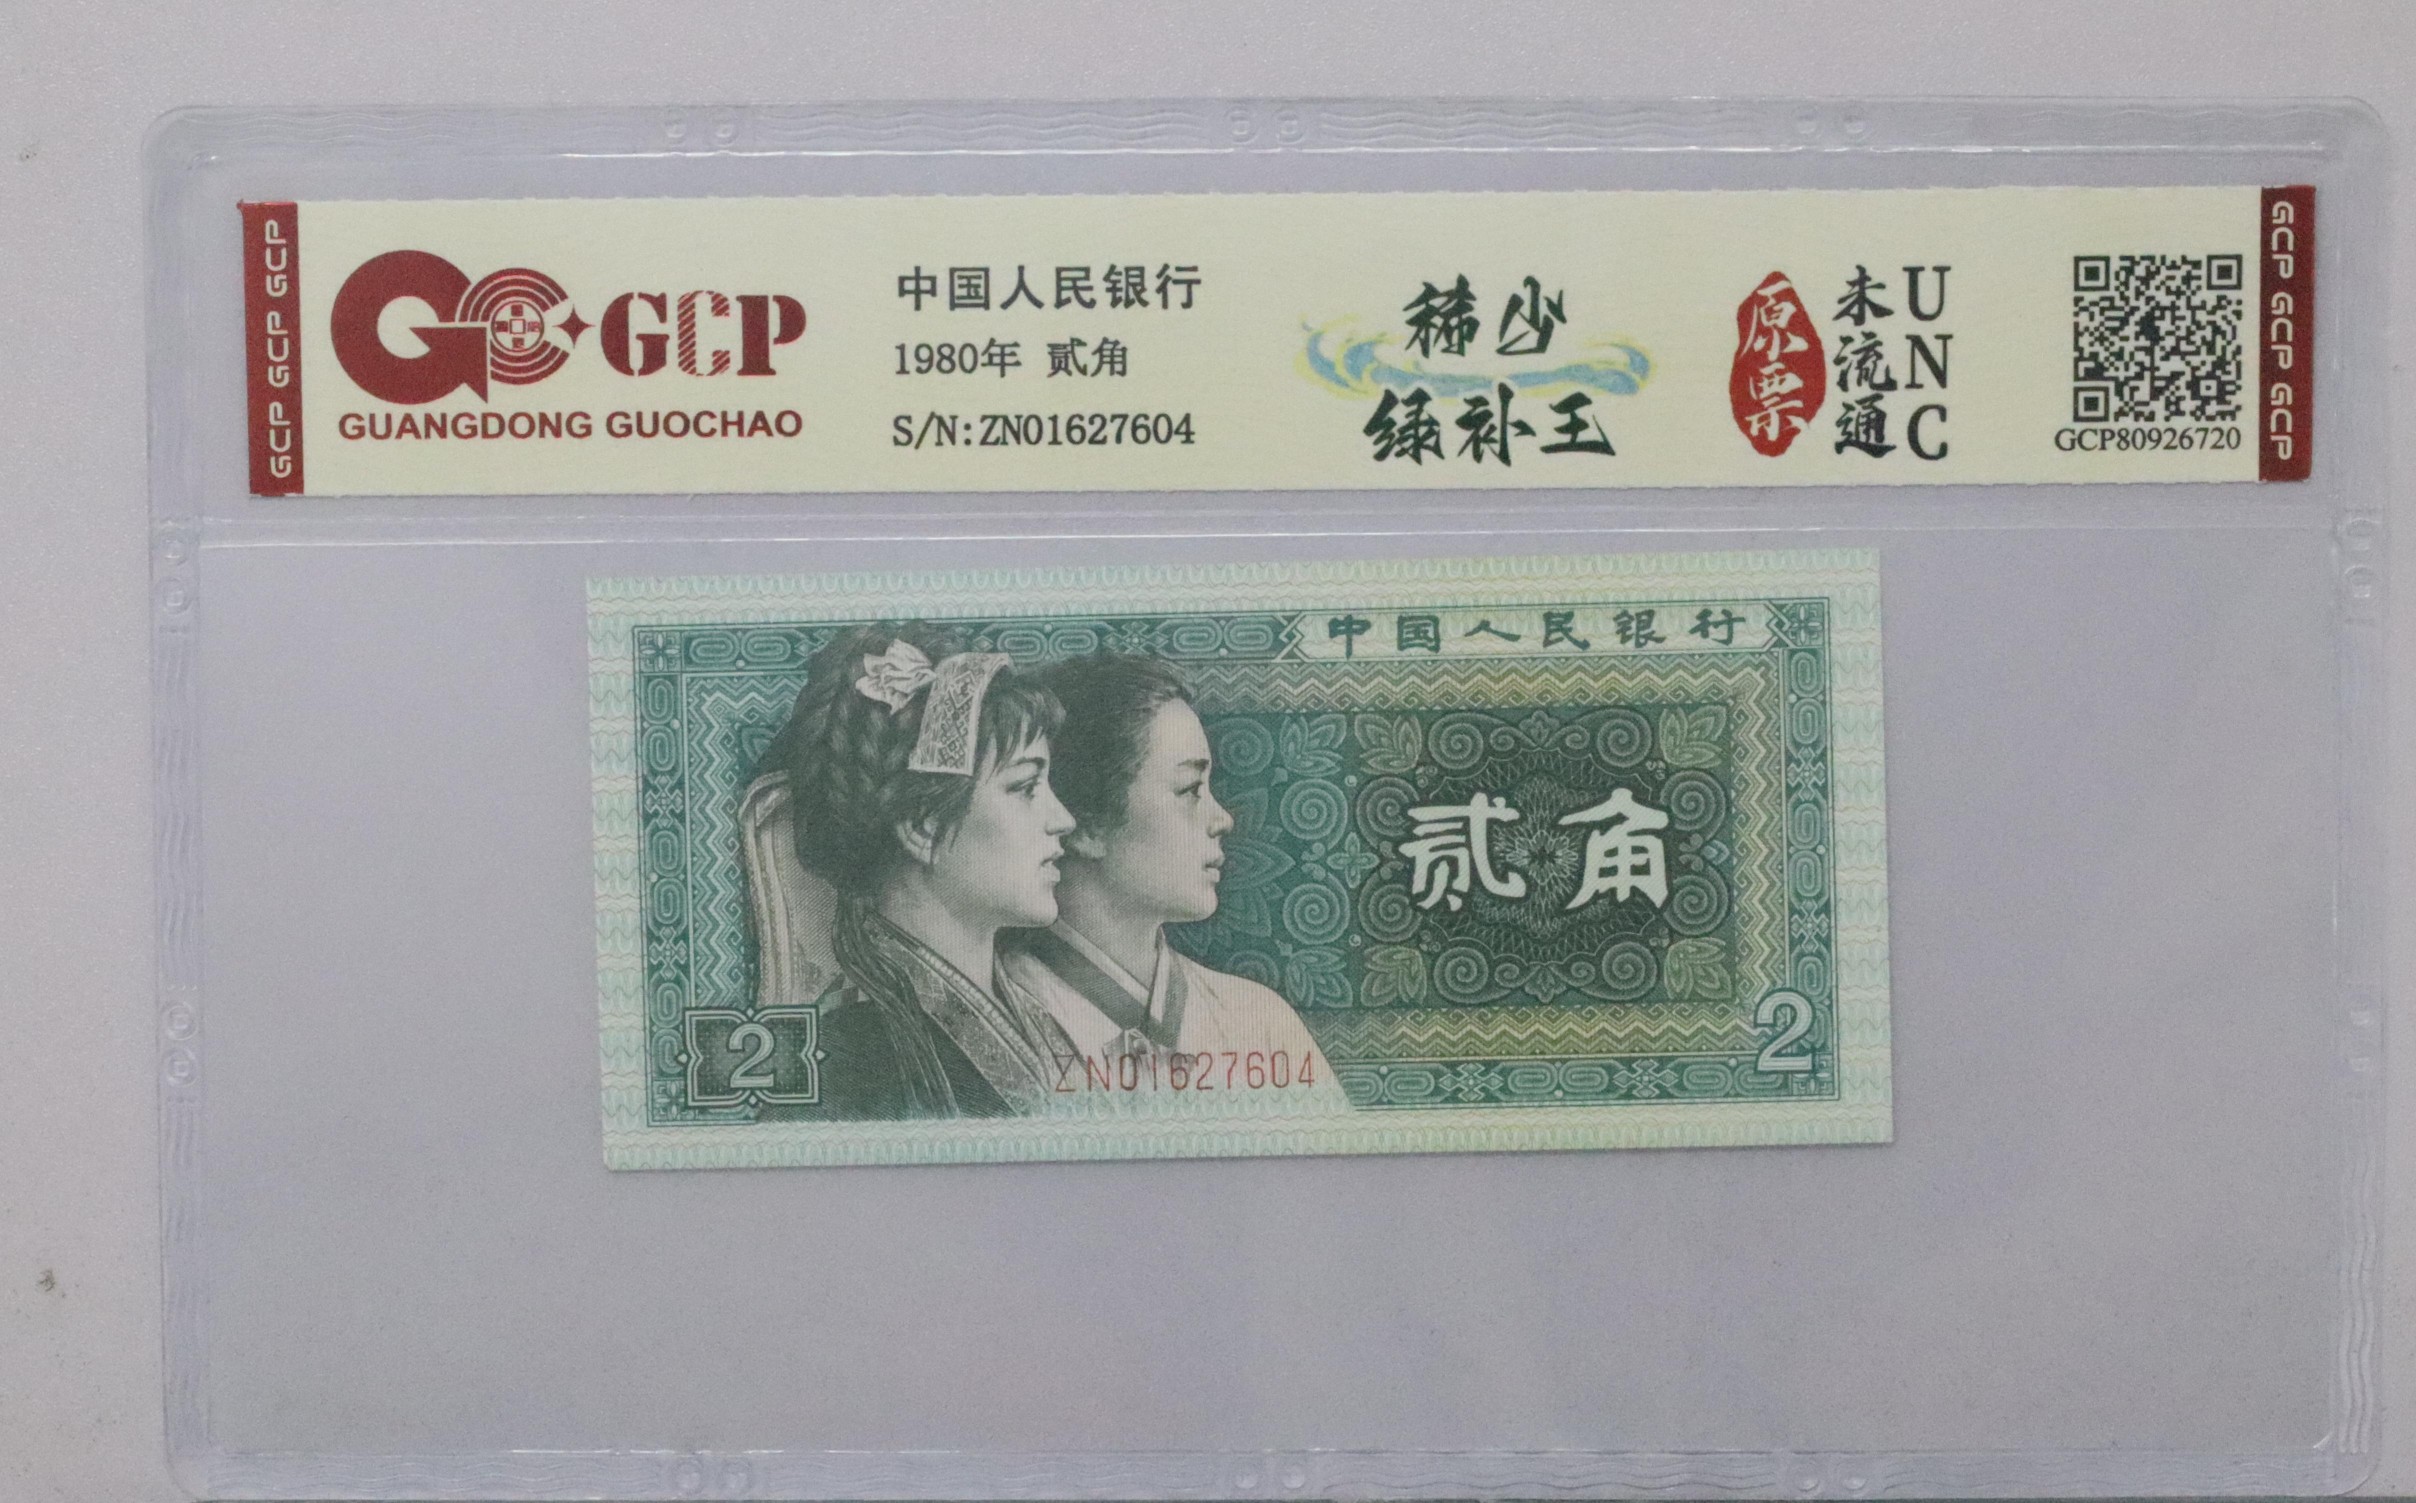 GCP GCP GCP
GCP
GUANGDONG GUOCHAO
中国人民银行
1980年 贰角
S/N:ZN01627604
稀少
绿补王
原票
未流通
UNC
GCP80926720
GCP GCP GCP
中国人民银行
贰角
2
ZN01627604
2